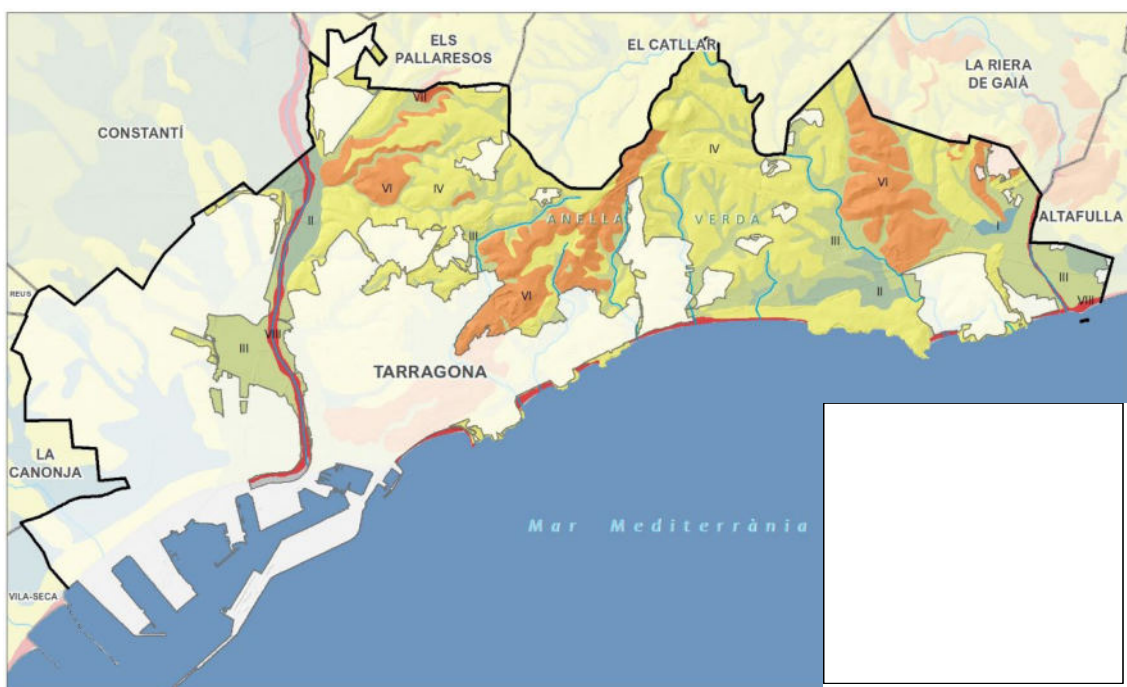 ELS
PALLARESOS
EL CATLLAR
LA RIERA
DE GAIÀ
CONSTANTÍ
VII
IV
VI
IV
VI
II
ANELLA VERDA
III
III
I
ALTAFULLA
III
REUS
VI
II
VIII
VIII
III
TARRAGONA
LA
CANONJA
Mar Mediterrània
VILA-SECA